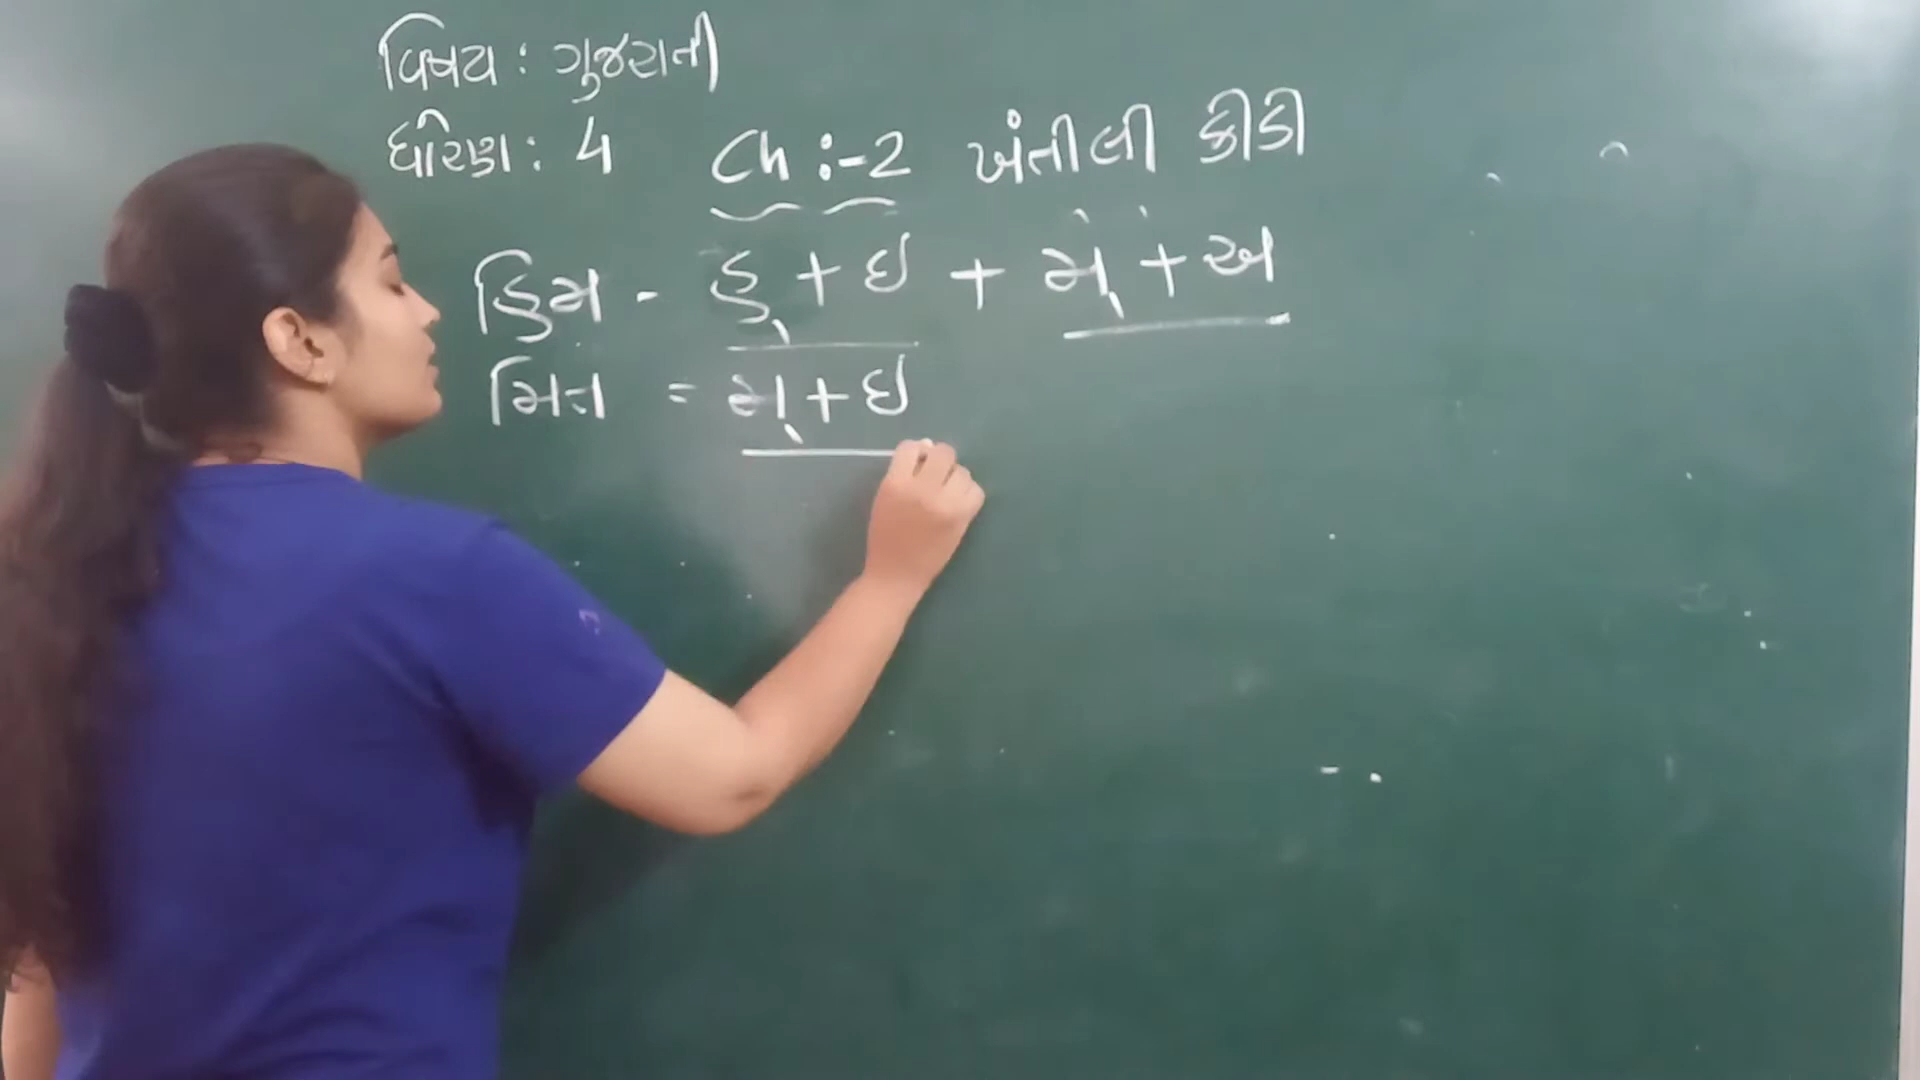 વિષય : ગુજરાતી
ધોરણ : 4 Ch :- 2 ખંતીલી કીડી
હિમ - હ્ + ઇ + મ્ + અ
મિત = મ્ + ઇ